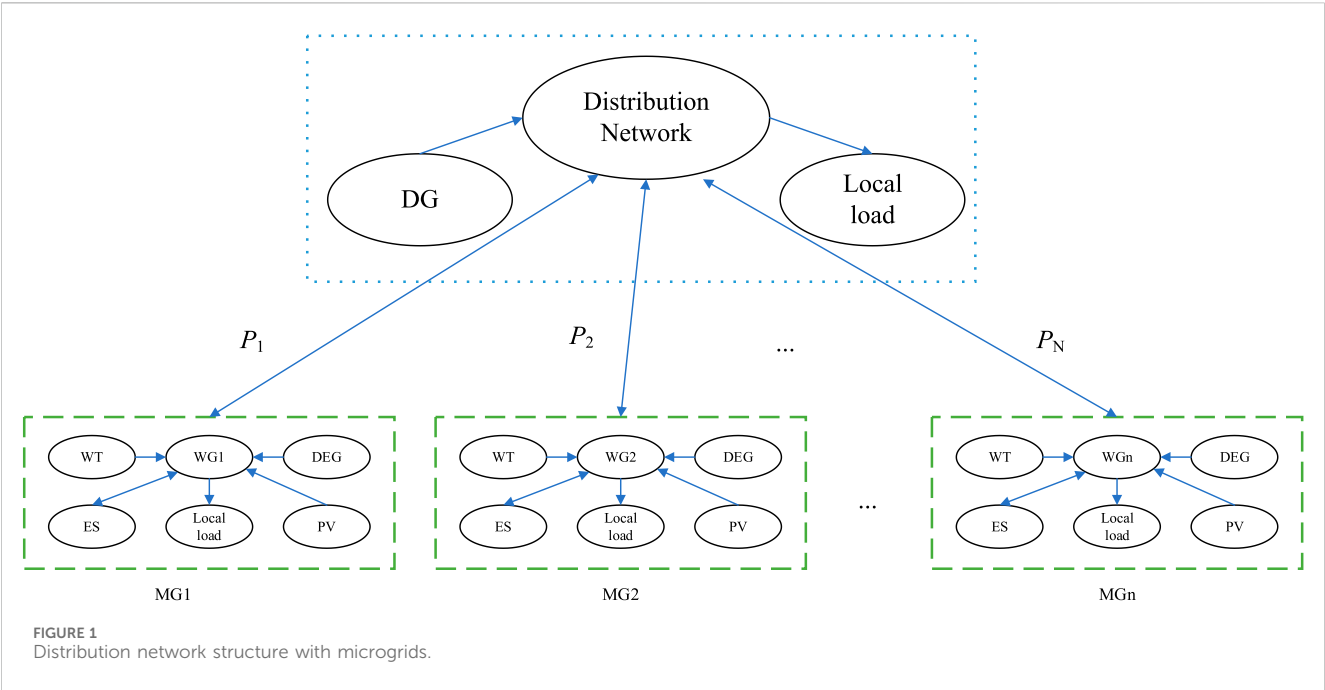 Distribution
Network
DG
Local
load
P1
P2
...
PN
WT
WG1
DEG
ES
Local
load
PV
MG1
WT
WG2
DEG
ES
Local
load
PV
MG2
...
WT
WGn
DEG
ES
Local
load
PV
MGn
FIGURE 1
Distribution network structure with microgrids.